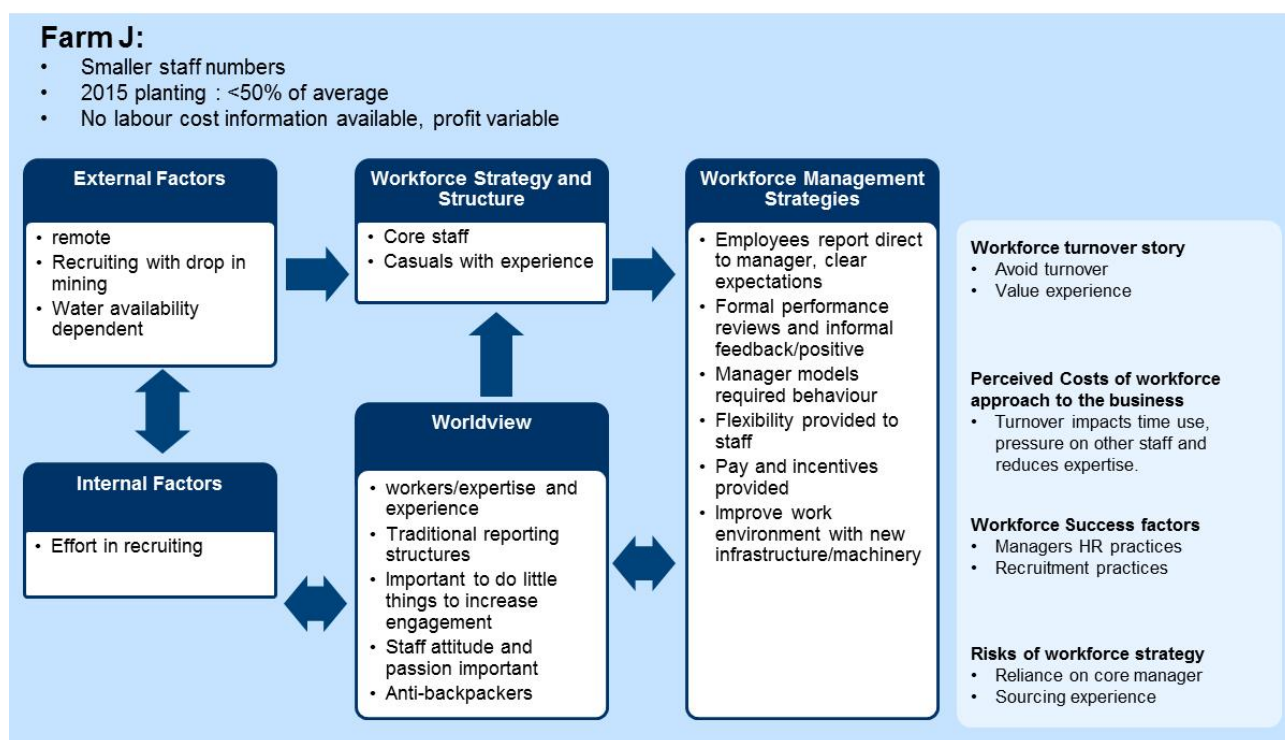 Farm J:
• Smaller staff numbers
• 2015 planting : <50% of average
• No labour cost information available, profit variable
External Factors
• remote
• Recruiting with drop in
mining
• Water availability
dependent
Internal Factors
• Effort in recruiting
Workforce Strategy and
Structure
• Core staff
• Casuals with experience
Worldview
• workers/expertise and
experience
• Traditional reporting
structures
• Important to do little
things to increase
engagement
• Staff attitude and
passion important
• Anti-backpackers
Workforce Management
Strategies
• Employees report direct
to manager, clear
expectations
• Formal performance
reviews and informal
feedback/positive
• Manager models
required behaviour
• Flexibility provided to
staff
• Pay and incentives
provided
• Improve work
environment with new
infrastructure/machinery
Workforce turnover story
• Avoid turnover
• Value experience
Perceived Costs of workforce
approach to the business
• Turnover impacts time use,
pressure on other staff and
reduces expertise.
Workforce Success factors
• Managers HR practices
• Recruitment practices
Risks of workforce strategy
• Reliance on core manager
• Sourcing experience